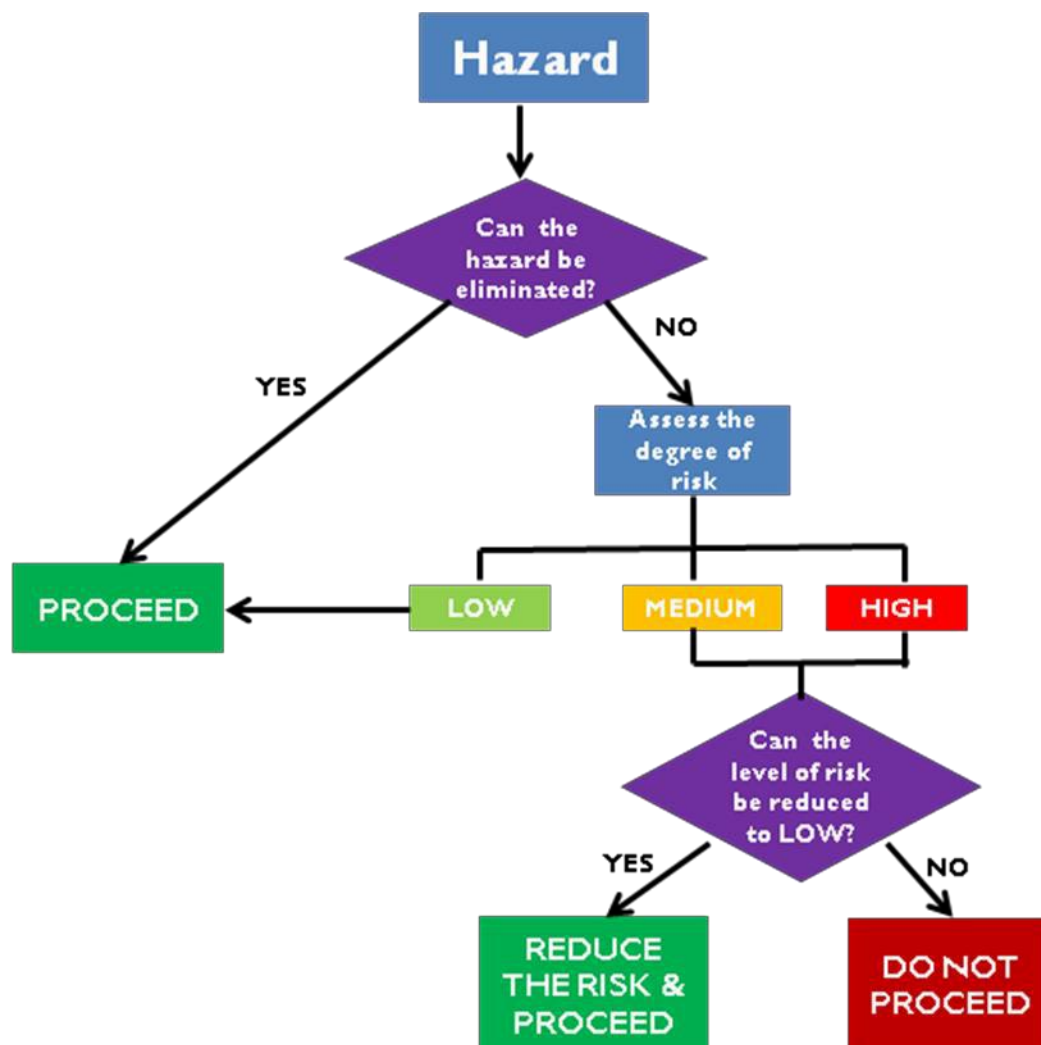 Hazard
Can the
hazard be
eliminated?
NO
YES
Assess the
degree of
risk
PROCEED
LOW
MEDIUM
HIGH
Can the
level of risk
be reduced
to LOW?
YES
NO
REDUCE
THE RISK &
PROCEED
DO NOT
PROCEED